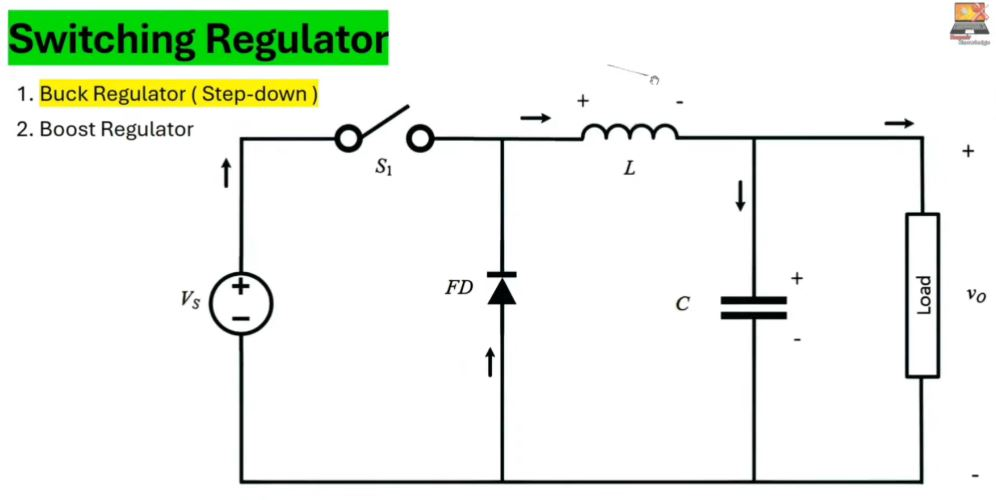 Switching Regulator
1. Buck Regulator ( Step-down )
2. Boost Regulator
+ -
S1
L
+
Vs
+
-
FD
C
+
-
Load
vo
-